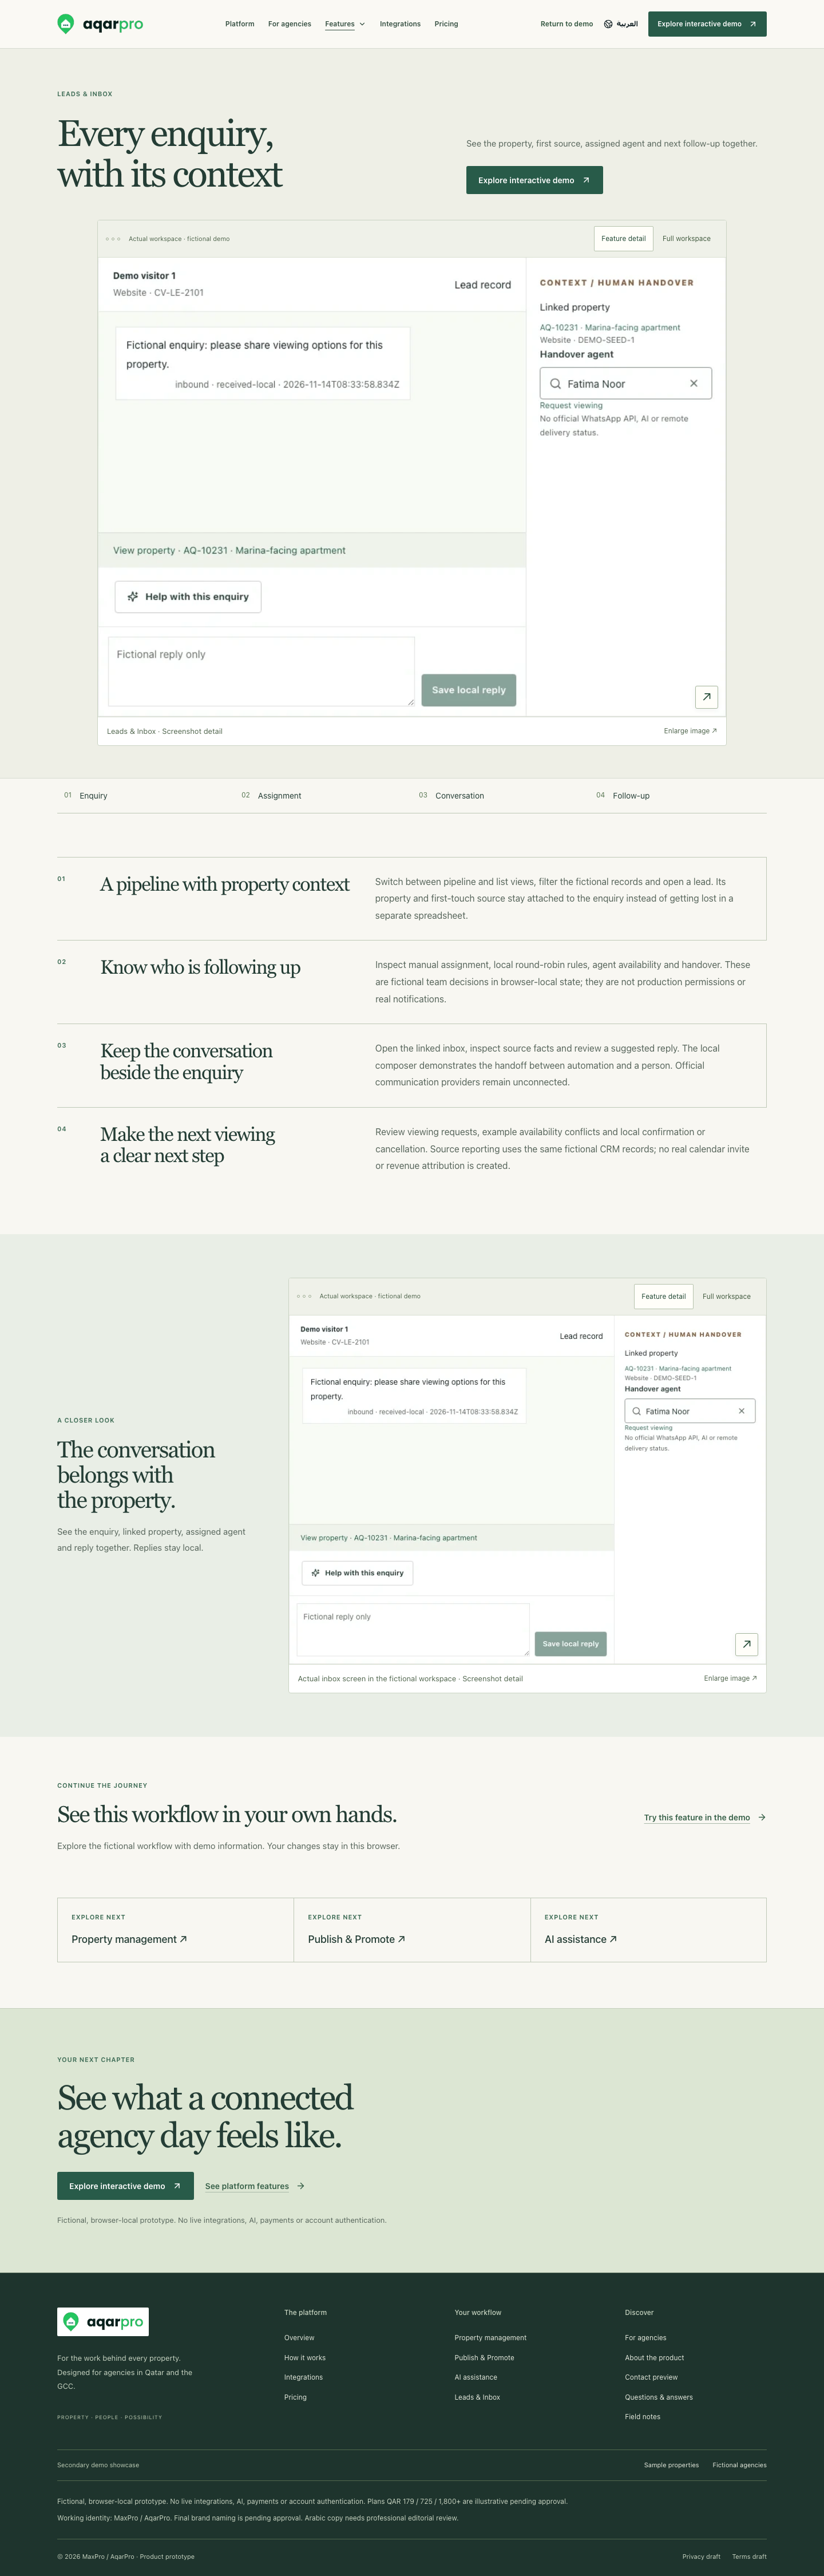 aqarpro
Platform
For agencies
Features
Integrations
Pricing
Return to demo
العربية
Explore interactive demo
LEADS & INBOX
Every enquiry,
with its context
See the property, first source, assigned agent and next follow-up together.
Explore interactive demo
Actual workspace · fictional demo
Feature detail
Full workspace
Demo visitor 1
Website · CV-LE-2101
Lead record
Fictional enquiry: please share viewing options for this
property.
inbound · received-local · 2026-11-14T08:33:58.834Z
View property · AQ-10231 · Marina-facing apartment
Help with this enquiry
Fictional reply only
Save local reply
CONTEXT / HUMAN HANDOVER
Linked property
AQ-10231 · Marina-facing apartment
Website · DEMO-SEED-1
Handover agent
Fatima Noor
Request viewing
No official WhatsApp API, AI or remote
delivery status.
Leads & Inbox · Screenshot detail
Enlarge image ↗
01 Enquiry
02 Assignment
03 Conversation
04 Follow-up
01
A pipeline with property context
Switch between pipeline and list views, filter the fictional records and open a lead. Its
property and first-touch source stay attached to the enquiry instead of getting lost in a
separate spreadsheet.
02
Know who is following up
Inspect manual assignment, local round-robin rules, agent availability and handover. These
are fictional team decisions in browser-local state; they are not production permissions or
real notifications.
03
Keep the conversation
beside the enquiry
Open the linked inbox, inspect source facts and review a suggested reply. The local
composer demonstrates the handoff between automation and a person. Official
communication providers remain unconnected.
04
Make the next viewing
a clear next step
Review viewing requests, example availability conflicts and local confirmation or
cancellation. Source reporting uses the same fictional CRM records; no real calendar invite
or revenue attribution is created.
A CLOSER LOOK
The conversation
belongs with
the property.
See the enquiry, linked property, assigned agent
and reply together. Replies stay local.
Actual workspace · fictional demo
Feature detail
Full workspace
Demo visitor 1
Website · CV-LE-2101
Lead record
Fictional enquiry: please share viewing options for this
property.
inbound · received-local · 2026-11-14T08:33:58.834Z
View property · AQ-10231 · Marina-facing apartment
Help with this enquiry
Fictional reply only
Save local reply
CONTEXT / HUMAN HANDOVER
Linked property
AQ-10231 · Marina-facing apartment
Website · DEMO-SEED-1
Handover agent
Fatima Noor
Request viewing
No official WhatsApp API, AI or remote
delivery status.
Actual inbox screen in the fictional workspace · Screenshot detail
Enlarge image ↗
CONTINUE THE JOURNEY
See this workflow in your own hands.
Explore the fictional workflow with demo information. Your changes stay in this browser.
Try this feature in the demo →
EXPLORE NEXT
Property management ↗
EXPLORE NEXT
Publish & Promote ↗
EXPLORE NEXT
AI assistance ↗
YOUR NEXT CHAPTER
See what a connected
agency day feels like.
Explore interactive demo
See platform features →
Fictional, browser-local prototype. No live integrations, AI, payments or account authentication.
aqarpro
For the work behind every property.
Designed for agencies in Qatar and the
GCC.
PROPERTY · PEOPLE · POSSIBILITY
The platform
Overview
How it works
Integrations
Pricing
Your workflow
Property management
Publish & Promote
AI assistance
Leads & Inbox
Discover
For agencies
About the product
Contact preview
Questions & answers
Field notes
Secondary demo showcase
Sample properties
Fictional agencies
Fictional, browser-local prototype. No live integrations, AI, payments or account authentication. Plans QAR 179 / 725 / 1,800+ are illustrative pending approval.
Working identity: MaxPro / AqarPro. Final brand naming is pending approval. Arabic copy needs professional editorial review.
© 2026 MaxPro / AqarPro · Product prototype
Privacy draft
Terms draft